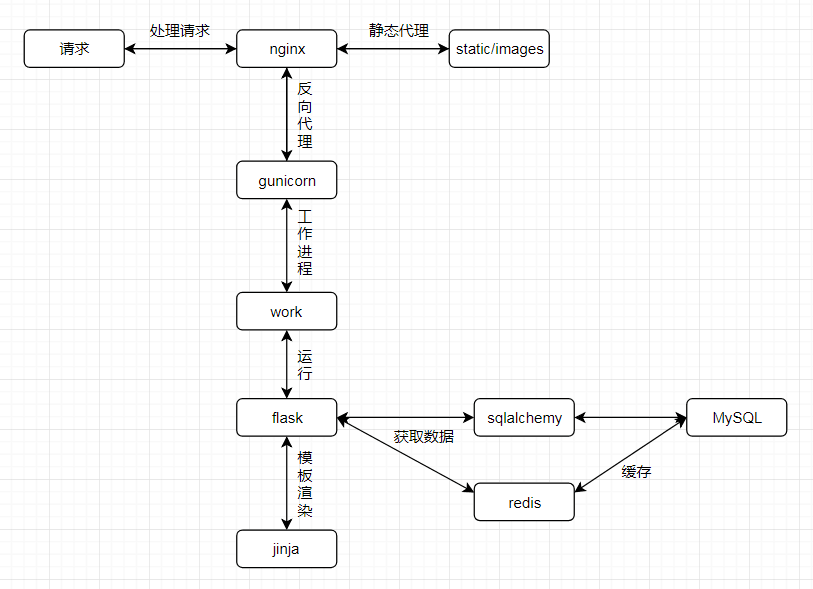 处理请求
静态代理
请求
nginx
static/images
反向代理
gunicorn
工作进程
work
运行
flask
sqlalchemy
MySQL
获取数据
模板渲染
缓存
redis
jinja